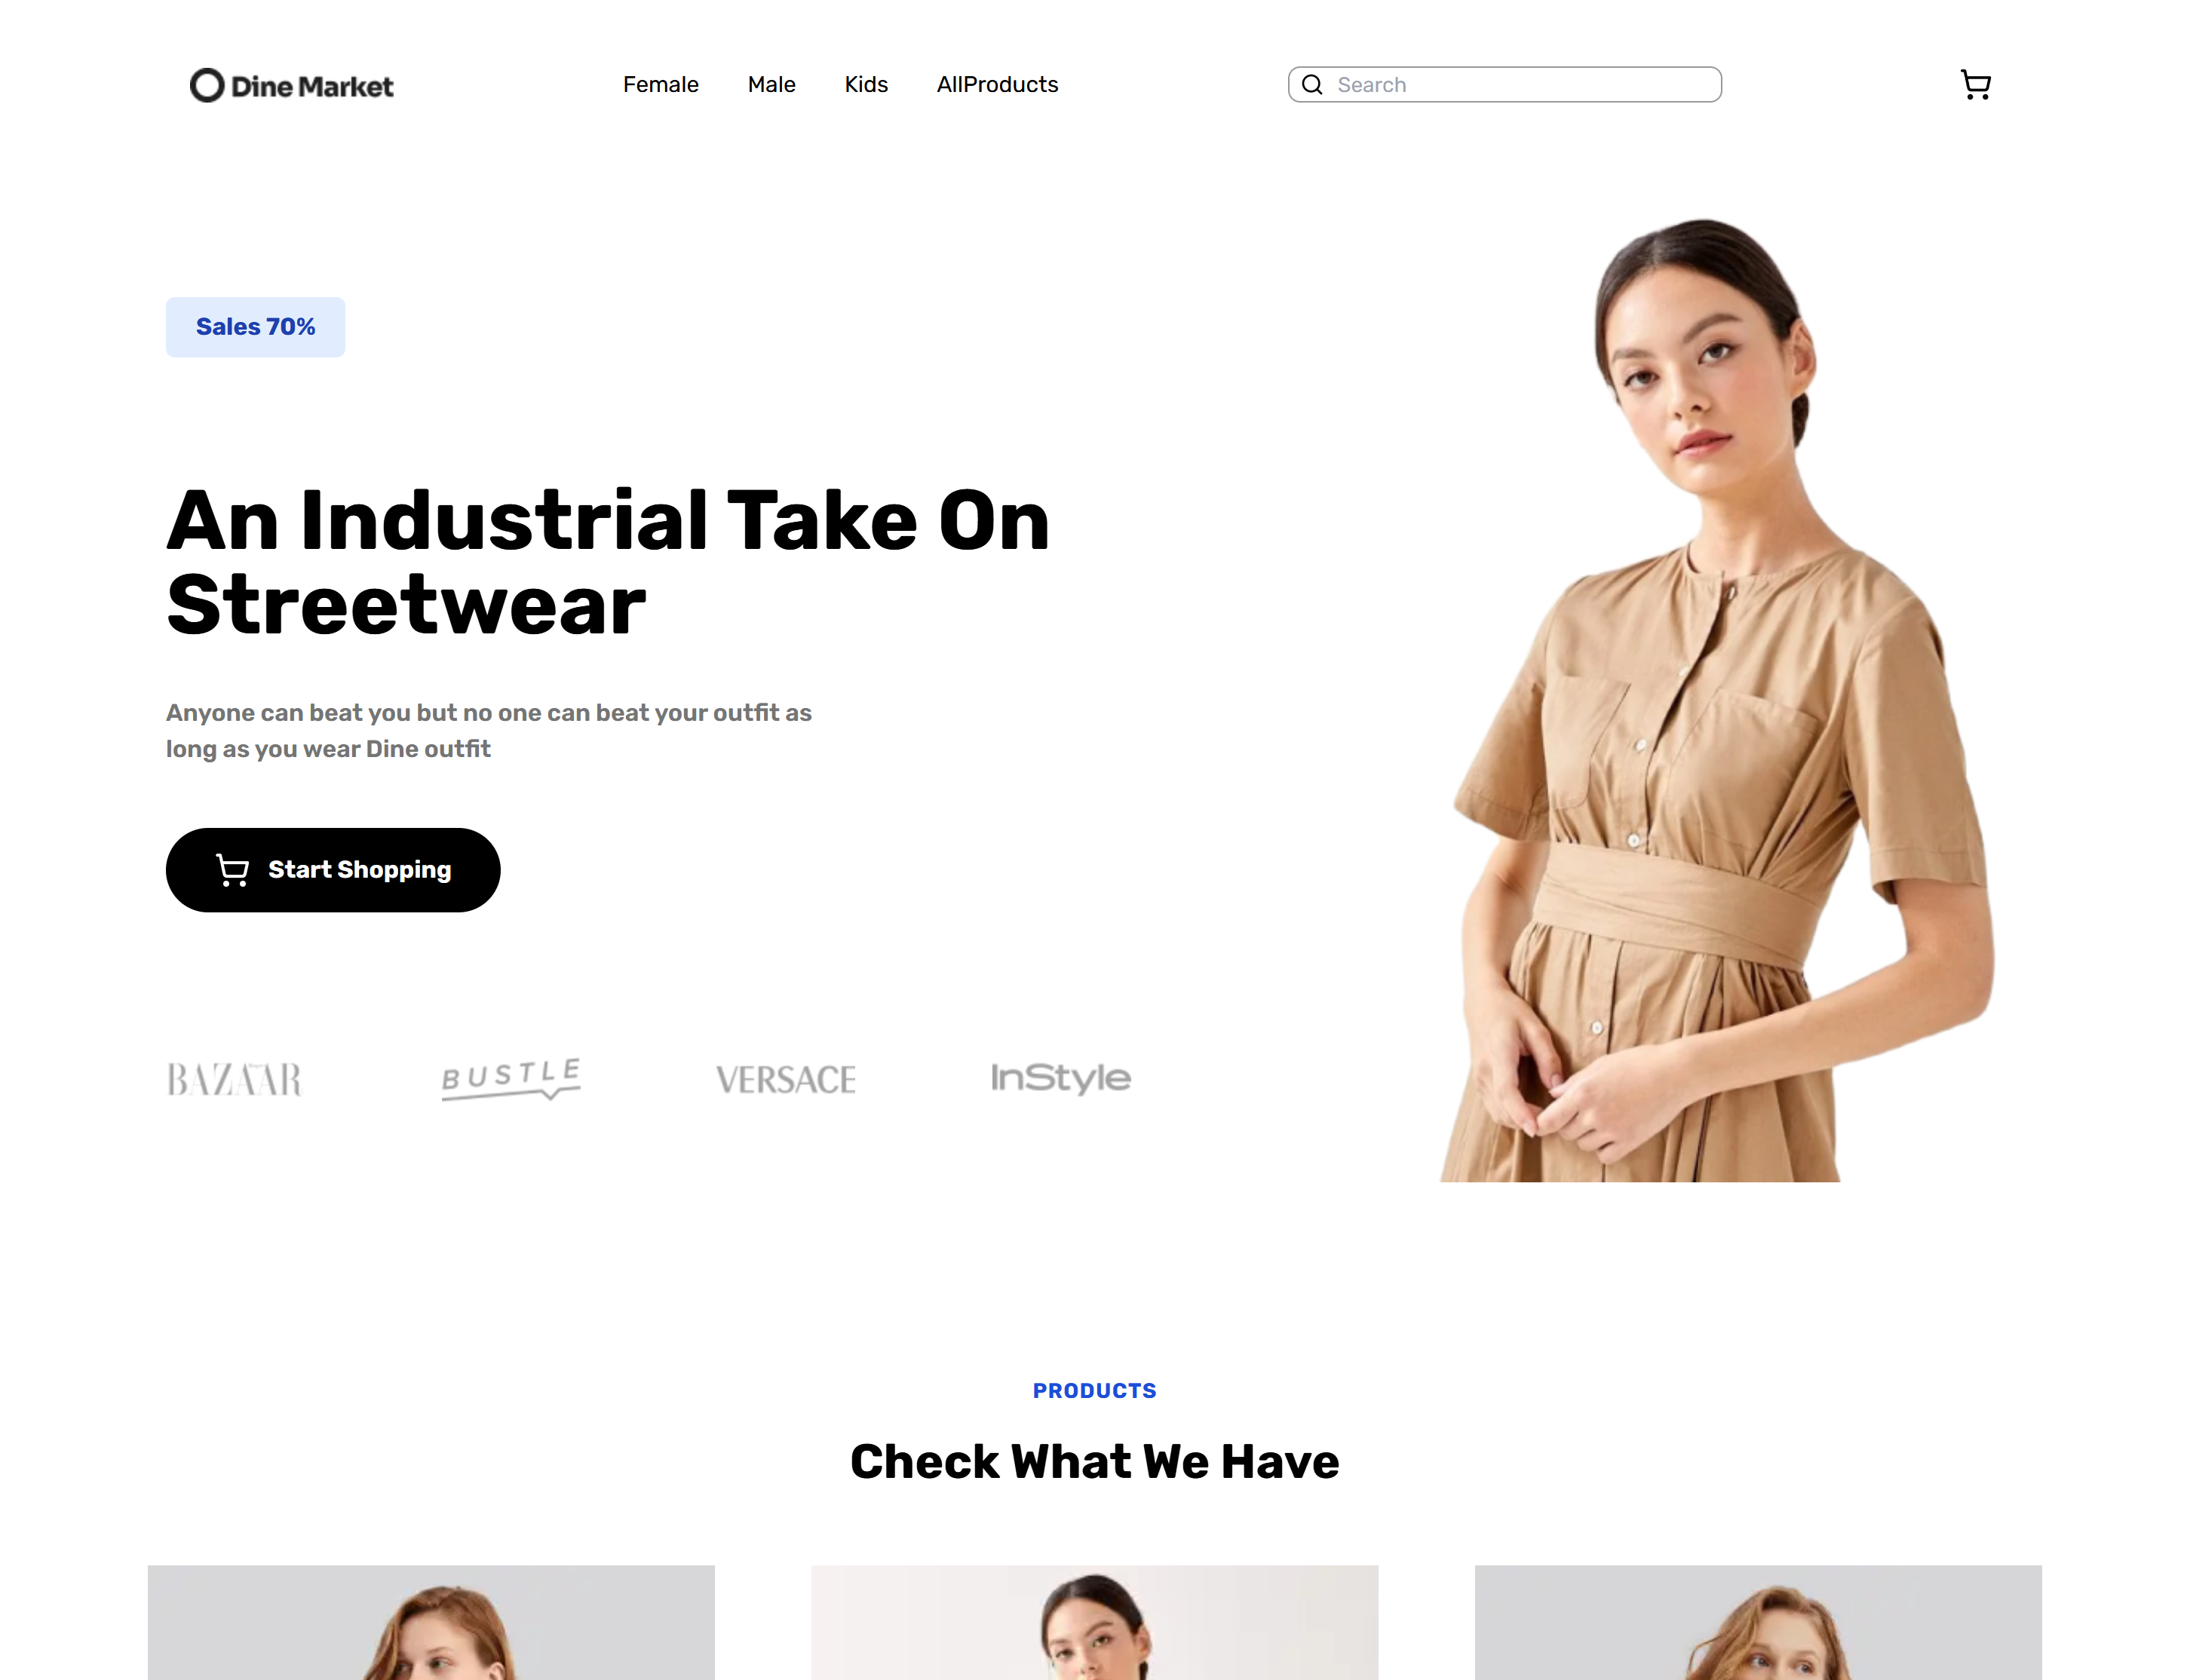 Dine Market
Female
Male
Kids
AllProducts
Search
Sales 70%
An Industrial Take On
Streetwear
Anyone can beat you but no one can beat your outfit as
long as you wear Dine outfit
Start Shopping
BAZAAR
BUSTLE
VERSACE
InStyle
PRODUCTS
Check What We Have